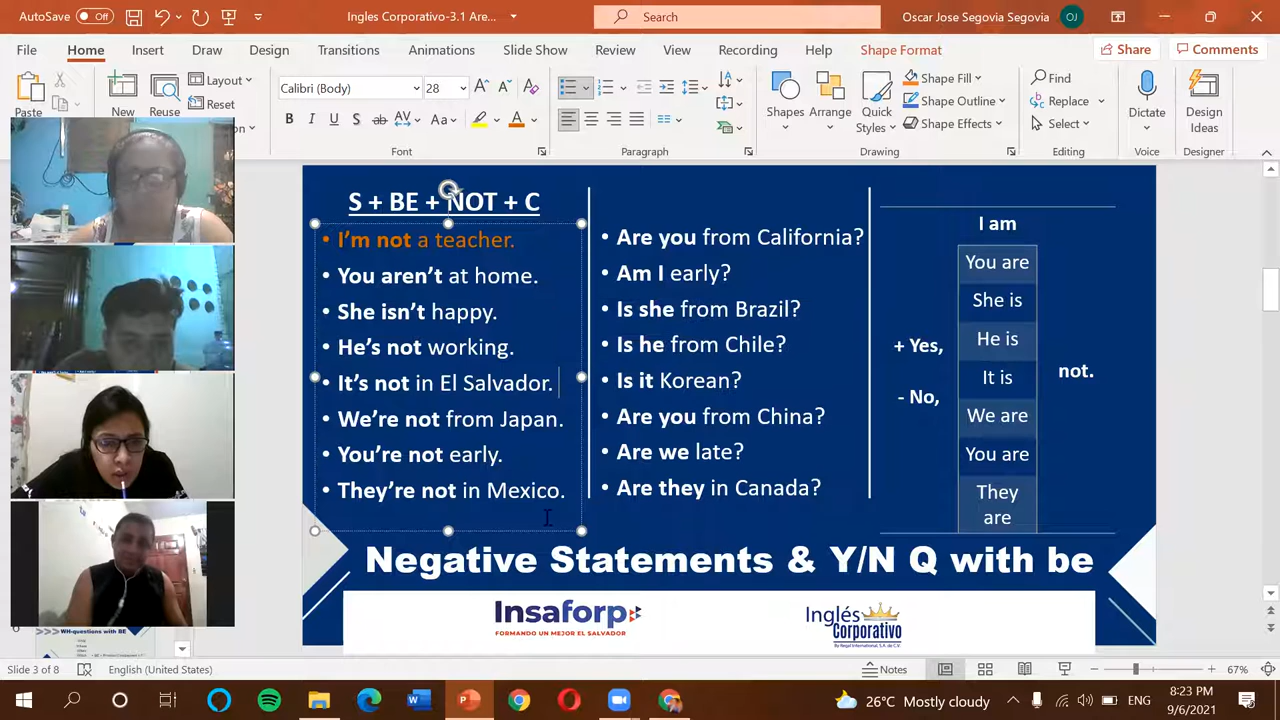 AutoSave Off Ingles Corporativo-3.1 Are... Search Oscar Jose Segovia Segovia OJ
File Home Insert Draw Design Transitions Animations Slide Show Review View Recording Help Shape Format Share Comments
Paste New Reuse Layout Reset
Calibri (Body) 28
Shapes Arrange Quick Styles Shape Fill Shape Outline Shape Effects
Find Replace Select Dictate Design Ideas
Font Paragraph Drawing Editing Voice Designer
S + BE + NOT + C
• I'm not a teacher.
• You aren't at home.
• She isn't happy.
• He's not working.
• It's not in El Salvador.
• We're not from Japan.
• You're not early.
• They're not in Mexico.
• Are you from California?
• Am I early?
• Is she from Brazil?
• Is he from Chile?
• Is it Korean?
• Are you from China?
• Are we late?
• Are they in Canada?
+ Yes,
- No,
I am
You are
She is
He is
It is
We are
You are
They
are
not.
Negative Statements & Y/N Q with be
Insaforp
FORMANDO UN MEJOR EL SALVADOR
Inglés
Corporativo
By Regal International, S.A. de C.V.
WH-questions with BE
Slide 3 of 8 English (United States) Notes 67%
26°C Mostly cloudy ENG 8:23 PM
9/6/2021